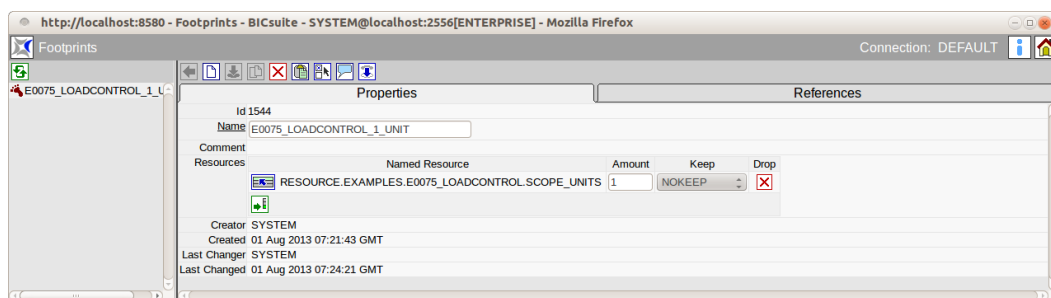 http://localhost:8580 - Footprints - BICsuite - SYSTEM@localhost:2556[ENTERPRISE] - Mozilla Firefox
Footprints Connection: DEFAULT
E0075_LOADCONTROL_1_U
Properties References
Id 1544
Name E0075_LOADCONTROL_1_UNIT
Comment
Resources Named Resource Amount Keep Drop
RESOURCE.EXAMPLES.E0075_LOADCONTROL.SCOPE_UNITS 1 NOKEEP
Creator SYSTEM
Created 01 Aug 2013 07:21:43 GMT
Last Changer SYSTEM
Last Changed 01 Aug 2013 07:24:21 GMT